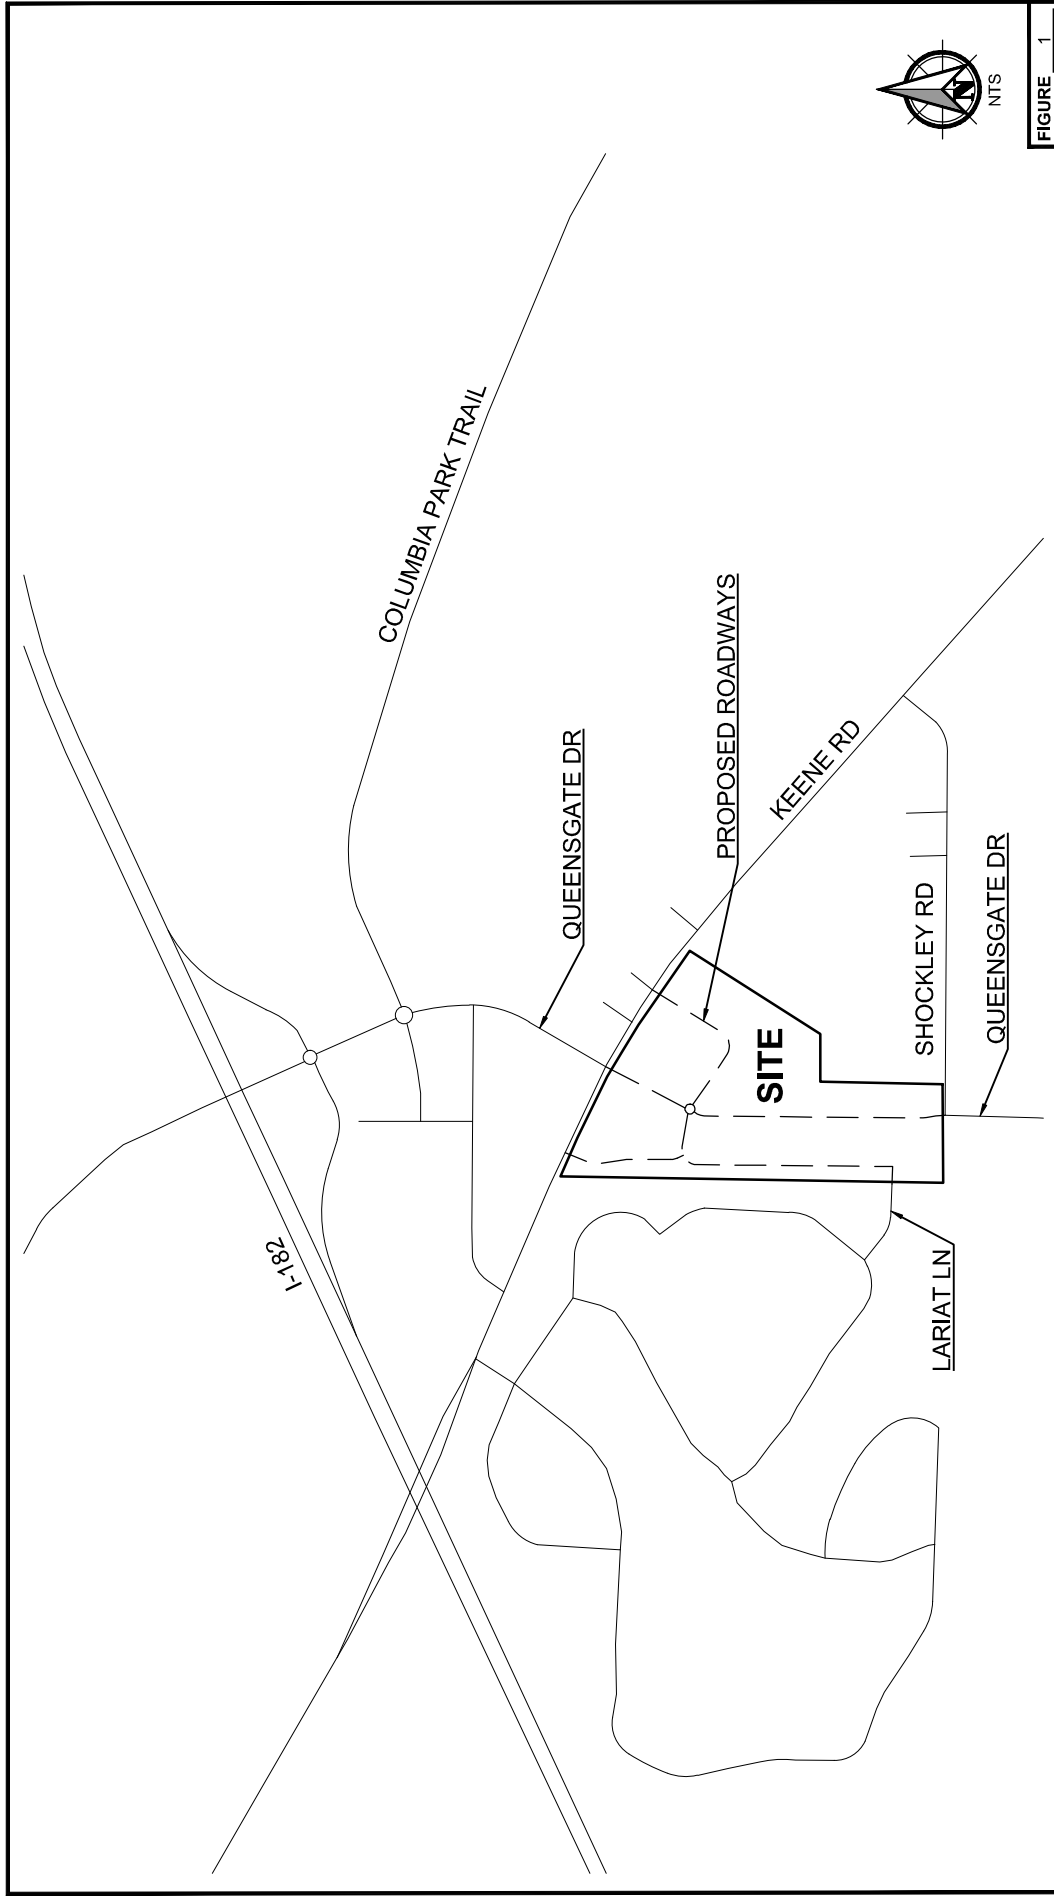 I-182
COLUMBIA PARK TRAIL
QUEENSGATE DR
PROPOSED ROADWAYS
KEENE RD
SITE
SHOCKLEY RD
QUEENSGATE DR
LARIAT LN
N
NTS
FIGURE 1